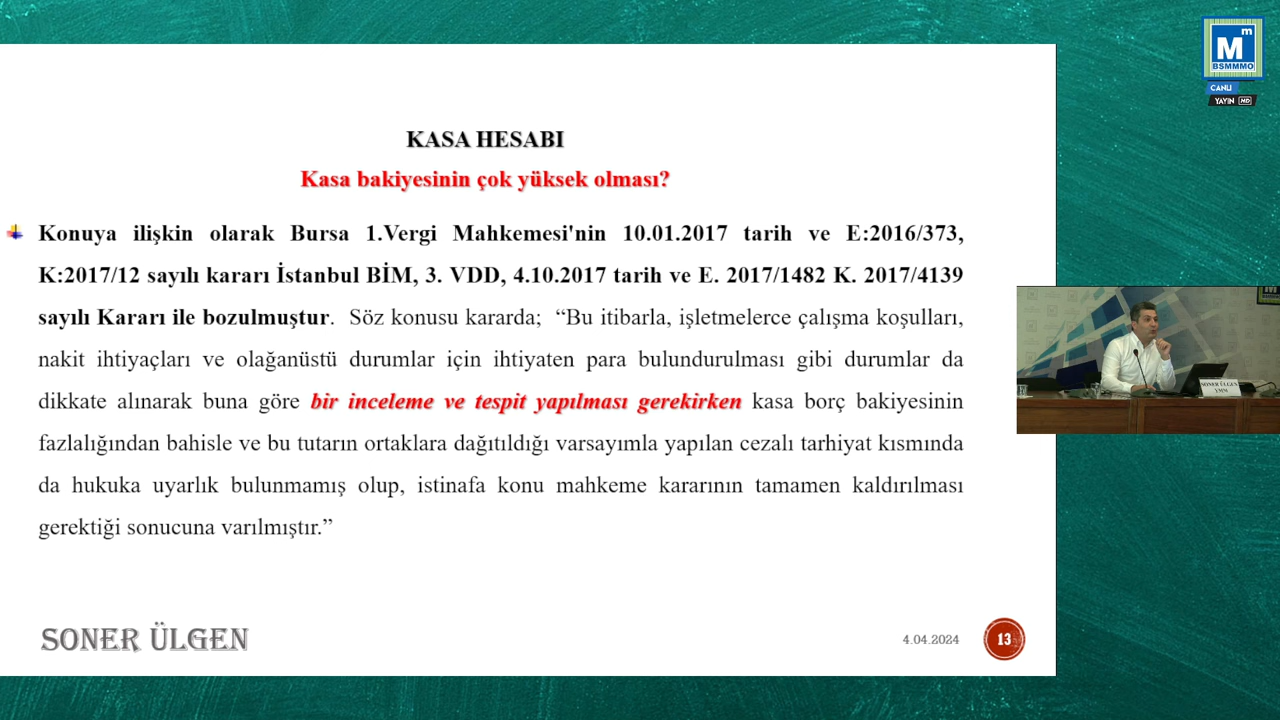 M m
BSMMMO
CANLI
YAYIN HD
KASA HESABI
Kasa bakiyesinin çok yüksek olması?
Konuya ilişkin olarak Bursa 1.Vergi Mahkemesi'nin 10.01.2017 tarih ve E:2016/373,
K:2017/12 sayılı kararı İstanbul BİM, 3. VDD, 4.10.2017 tarih ve E. 2017/1482 K. 2017/4139
sayılı Kararı ile bozulmuştur. Söz konusu kararda; “Bu itibarla, işletmelerce çalışma koşulları,
nakit ihtiyaçları ve olağanüstü durumlar için ihtiyaten para bulundurulması gibi durumlar da
dikkate alınarak buna göre bir inceleme ve tespit yapılması gerekirken kasa borç bakiyesinin
fazlalığından bahisle ve bu tutarın ortaklara dağıtıldığı varsayımla yapılan cezalı tarhiyat kısmında
da hukuka uyarlık bulunmamış olup, istinafa konu mahkeme kararının tamamen kaldırılması
gerektiği sonucuna varılmıştır.”
SONER ÜLGEN
YMM
SONER ÜLGEN
4.04.2024
13